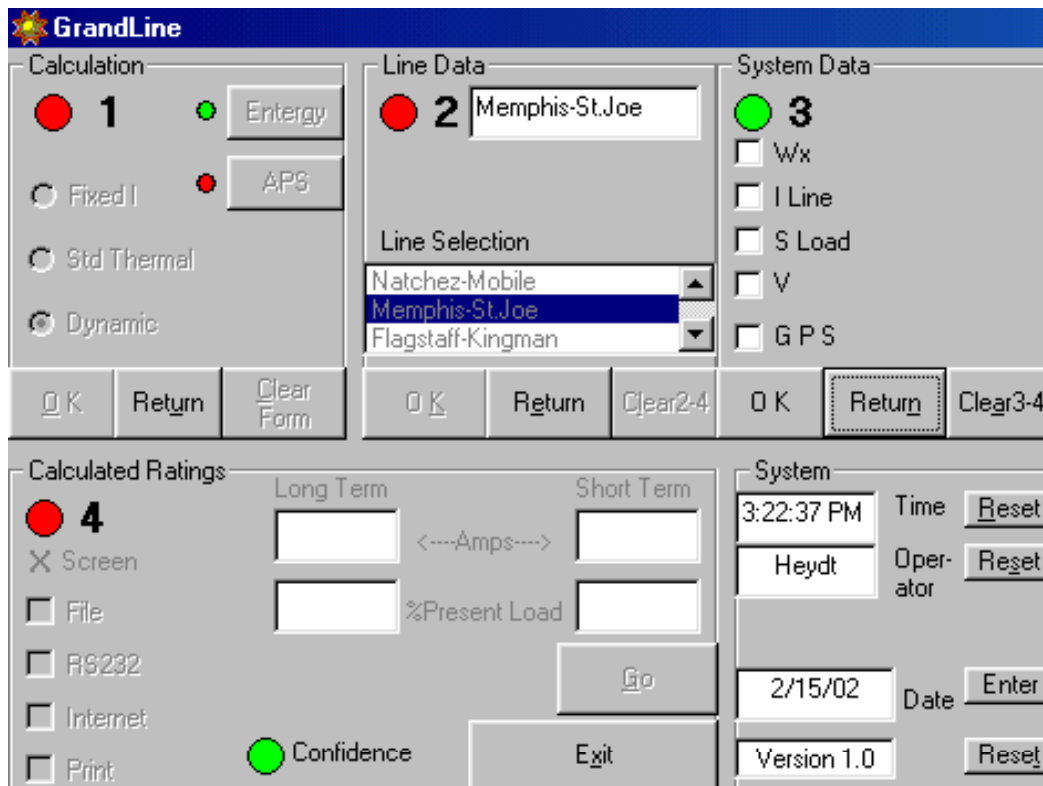 GrandLine
Calculation
1
Entergy
APS
Fixed I
Std Thermal
Dynamic
O K
Return
Clear
Form
Line Data
2
Memphis-St.Joe
Line Selection
Natchez-Mobile
Memphis-St.Joe
Flagstaff-Kingman
O K
Return
Clear2-4
System Data
3
Wx
I Line
S Load
V
G P S
O K
Return
Clear3-4
Calculated Ratings
4
Screen
File
RS232
Internet
Print
Long Term
Short Term
<----Amps---->
%Present Load
Go
Confidence
Exit
System
3:22:37 PM
Time
Reset
Heydt
Oper-
ator
Reset
2/15/02
Date
Enter
Version 1.0
Reset